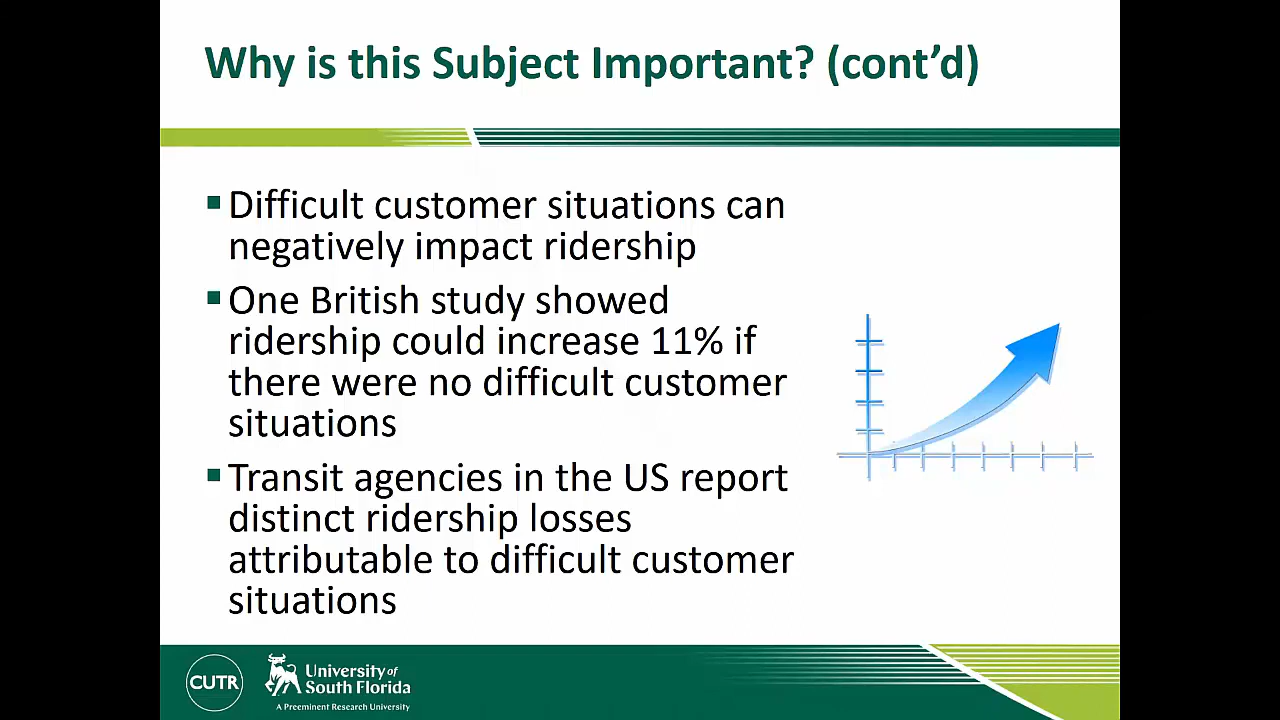 Why is this Subject Important? (cont’d)
▪Difficult customer situations can
negatively impact ridership
▪One British study showed
ridership could increase 11% if
there were no difficult customer
situations
▪Transit agencies in the US report
distinct ridership losses
attributable to difficult customer
situations
CUTR
University of
South Florida
A Preeminent Research University